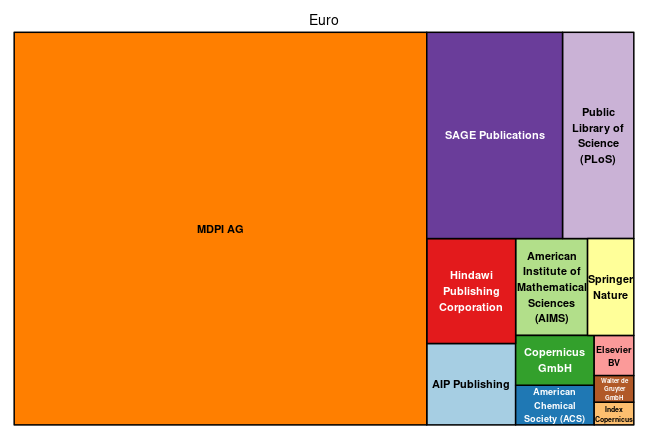 Euro
MDPI AG
SAGE Publications
Public
Library of
Science
(PLoS)
Hindawi
Publishing
Corporation
American
Institute of
Mathematical
Sciences
(AIMS)
Springer
Nature
AIP Publishing
Copernicus
GmbH
Elsevier
BV
American
Chemical
Society (ACS)
Walter de
Gruyter
GmbH
Index
Copernicus